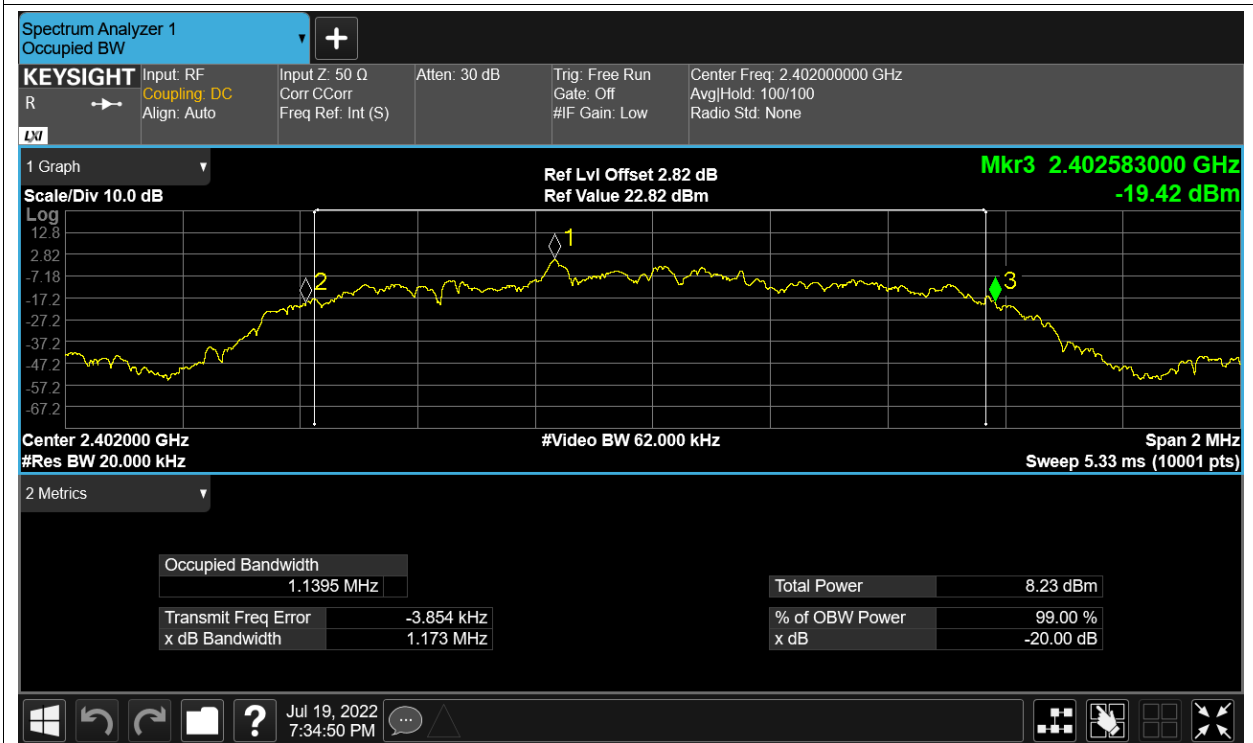 Spectrum Analyzer 1
Occupied BW
KEYSIGHT
R
LXI
Input: RF
Coupling: DC
Align: Auto
Input Z: 50 Ω
Corr CCorr
Freq Ref: Int (S)
Atten: 30 dB
Trig: Free Run
Gate: Off
#IF Gain: Low
Center Freq: 2.402000000 GHz
Avg|Hold: 100/100
Radio Std: None
1 Graph
Scale/Div 10.0 dB
Ref Lvl Offset 2.82 dB
Ref Value 22.82 dBm
Mkr3 2.402583000 GHz
-19.42 dBm
Log
12.8
2.82
-7.18
-17.2
-27.2
-37.2
-47.2
-57.2
-67.2
1
2
3
Center 2.402000 GHz
#Res BW 20.000 kHz
#Video BW 62.000 kHz
Span 2 MHz
Sweep 5.33 ms (10001 pts)
2 Metrics
Occupied Bandwidth
1.1395 MHz
Transmit Freq Error -3.854 kHz
x dB Bandwidth 1.173 MHz
Total Power 8.23 dBm
% of OBW Power 99.00 %
x dB -20.00 dB
?
Jul 19, 2022
7:34:50 PM